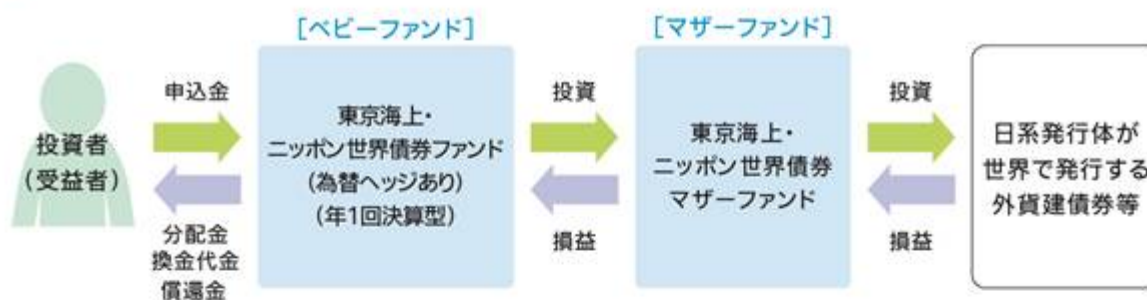 [ベビーファンド]
[マザーファンド]
投資者
(受益者)
申込金
分配金
換金代金
償還金
東京海上・
ニッポン世界債券ファンド
(為替ヘッジあり)
(年1回決算型)
投資
損益
東京海上・
ニッポン世界債券
マザーファンド
投資
損益
日系発行体が
世界で発行する
外貨建債券等